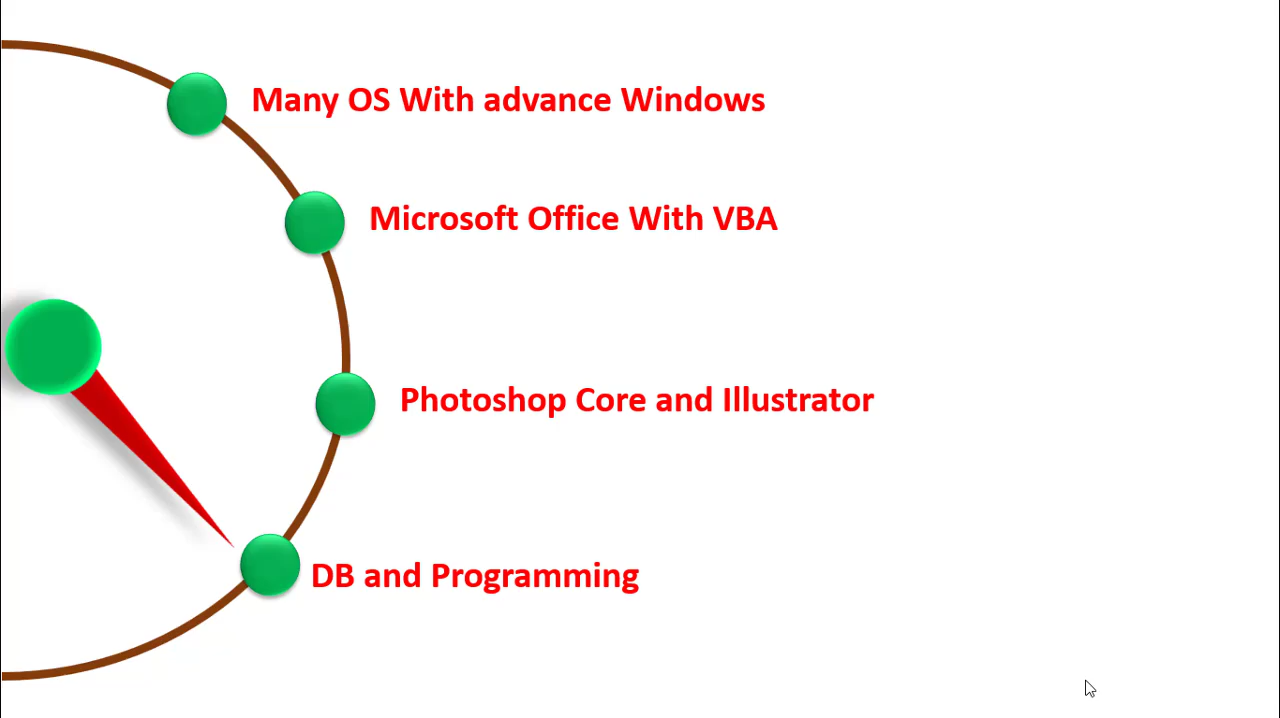 Many OS With advance Windows
Microsoft Office With VBA
Photoshop Core and Illustrator
DB and Programming